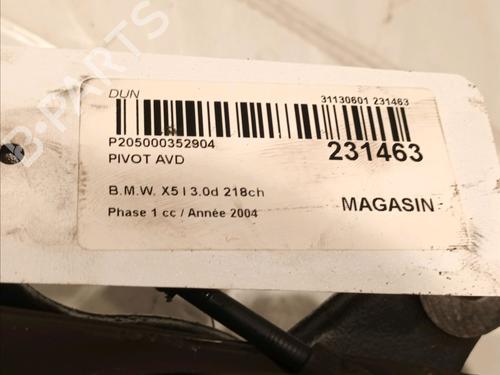 B-PARTS
DUN
31130601 231463
P205000352904
231463
PIVOT AVD
B.M.W. X5 I 3.0d 218ch
Phase 1 cc / Année 2004
MAGASIN